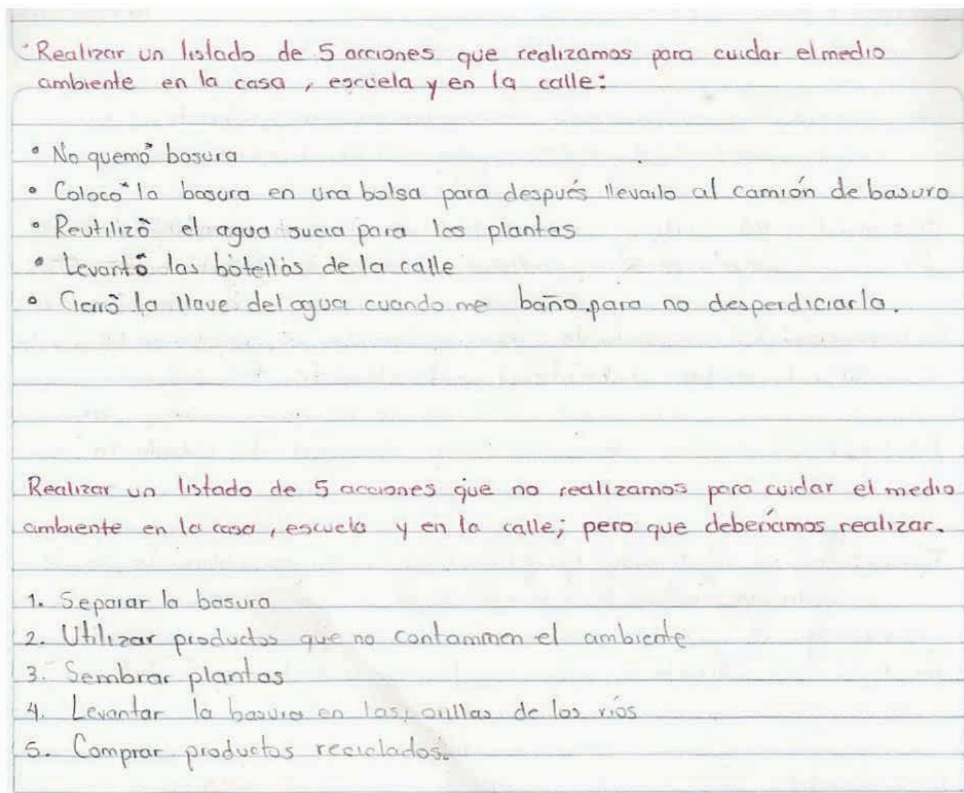 Realizar un listado de 5 acciones que realizamos para cuidar el medio
ambiente en la casa, escuela y en la calle:
• No quemó basura
• Colocó la basura en una bolsa para después llevarlo al camión de basura
• Reutilizó el agua sucia para las plantas
• Levantó las botellas de la calle
• Cierró la llave del agua cuando me baño para no desperdiciarla.
Realizar un listado de 5 acciones que no realizamos para cuidar el medio
ambiente en la casa, escuela y en la calle; pero que deberíamos realizar.
1. Separar la basura
2. Utilizar productos que no contaminen el ambiente
3. Sembrar plantas
4. Levantar la basura en las orillas de los ríos
5. Comprar productos reciclados.